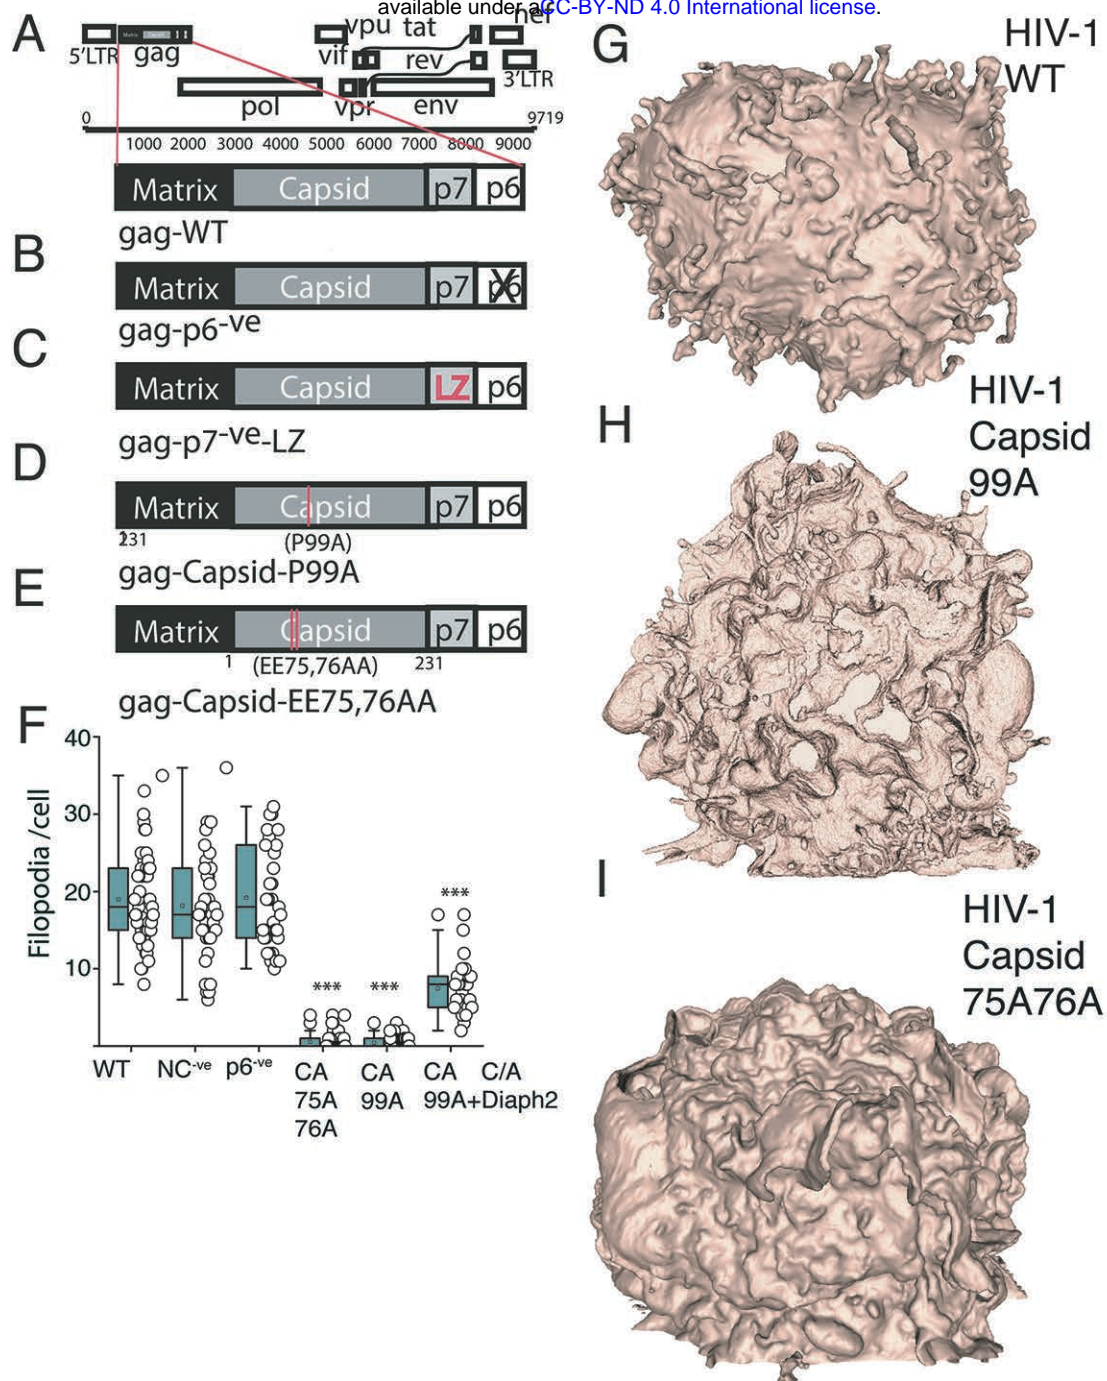 available under aCC-BY-ND 4.0 International license.
A
5'LTR
Matrix
Capsid
gag
vif
vpu
tat
rev
nef
3'LTR
pol
vpr
env
0
9719
1000 2000 3000 4000 5000 6000 7000 8000 9000
Matrix Capsid p7 p6
gag-WT
B
Matrix Capsid p7 p6
gag-p6-ve
C
Matrix Capsid LZ p6
gag-p7-ve-LZ
D
Matrix Capsid p7 p6
231
(P99A)
gag-Capsid-P99A
E
Matrix Capsid p7 p6
1 (EE75,76AA) 231
gag-Capsid-EE75,76AA
F
Filopodia /cell
40
30
20
10
***
***
***
WT
NC-ve
p6-ve
CA
75A
76A
CA
99A
CA C/A
99A+Diaph2
G
HIV-1
WT
H
HIV-1
Capsid
99A
I
HIV-1
Capsid
75A76A